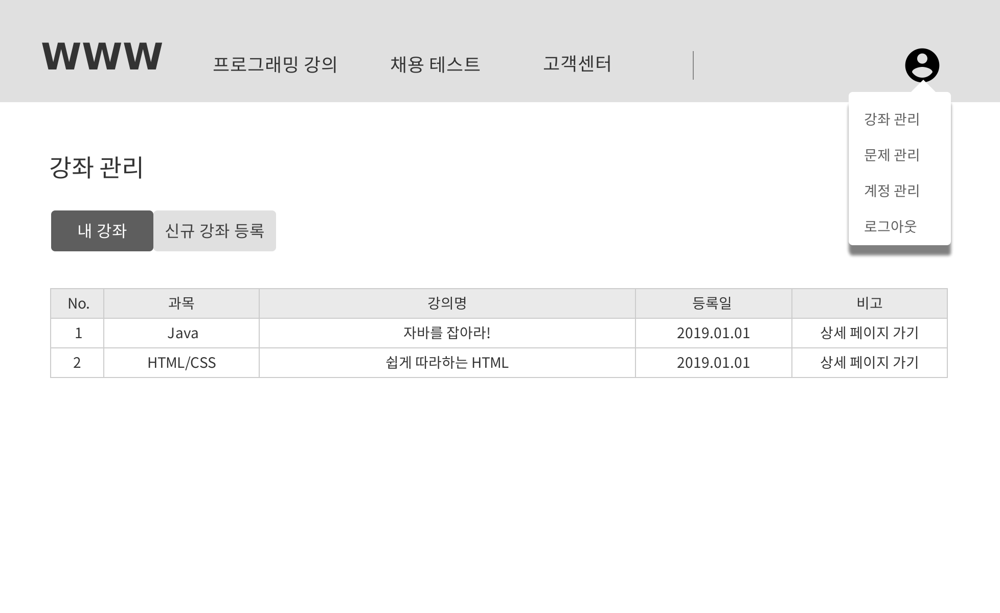 www
프로그래밍 강의 채용 테스트 고객센터
강좌 관리
문제 관리
계정 관리
로그아웃
강좌 관리
내 강좌 신규 강좌 등록
No. 과목 강의명 등록일 비고
1 Java 자바를 잡아라! 2019.01.01 상세 페이지 가기
2 HTML/CSS 쉽게 따라하는 HTML 2019.01.01 상세 페이지 가기